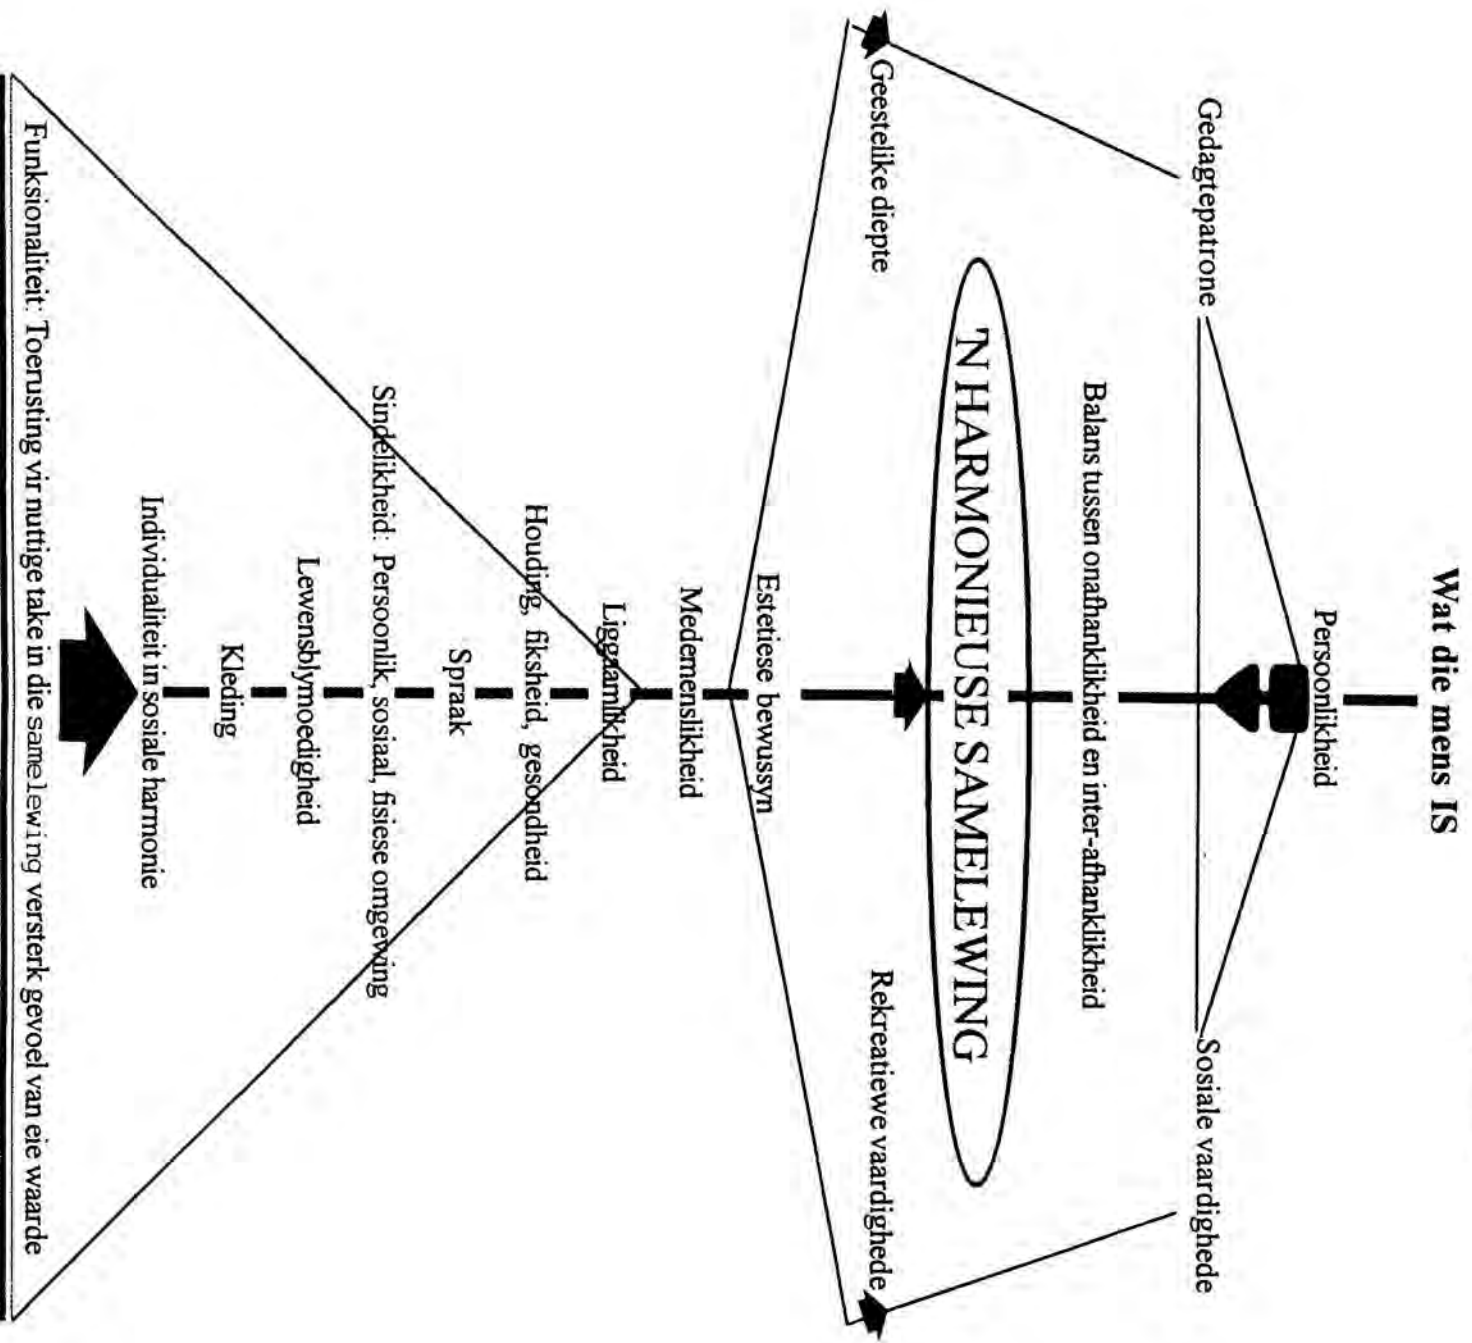 Wat die mens IS
Persoonlikheid
Gedagtepatrone
Sosiale vaardighede
Balans tussen onafhanklikheid en inter-afhanklikheid
'N HARMONIEUSE SAMELEWING
Geestelike diepte
Rekreatiewe vaardighede
Estetiese bewussyn
Medemenslikheid
Liggaamlikheid
Houding, fiksheid, gesondheid
Spraak
Sindelikheid: Persoonlik, sosiaal, fisiese omgewing
Lewensblymoedigheid
Kleding
Individualiteit in sosiale harmonie
Funksionaliteit: Toerusting vir nuttige take in die samelewing versterk gevoel van eie waarde